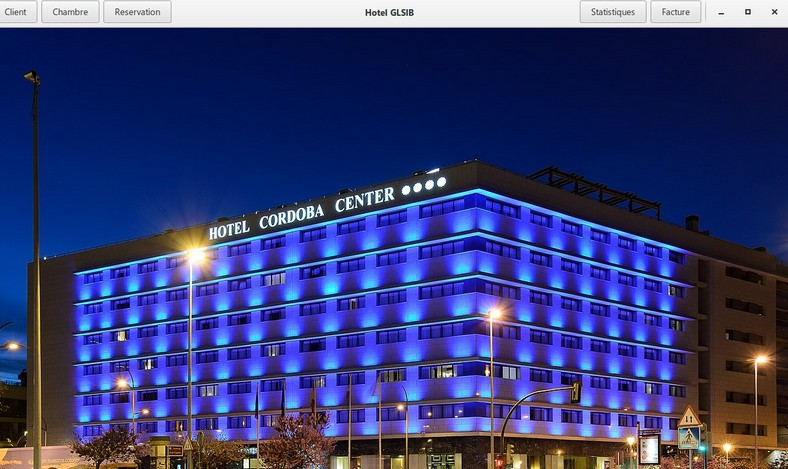 Client
Chambre
Reservation
Hotel GLSIB
Statistiques
Facture
HOTEL CORDOBA CENTER